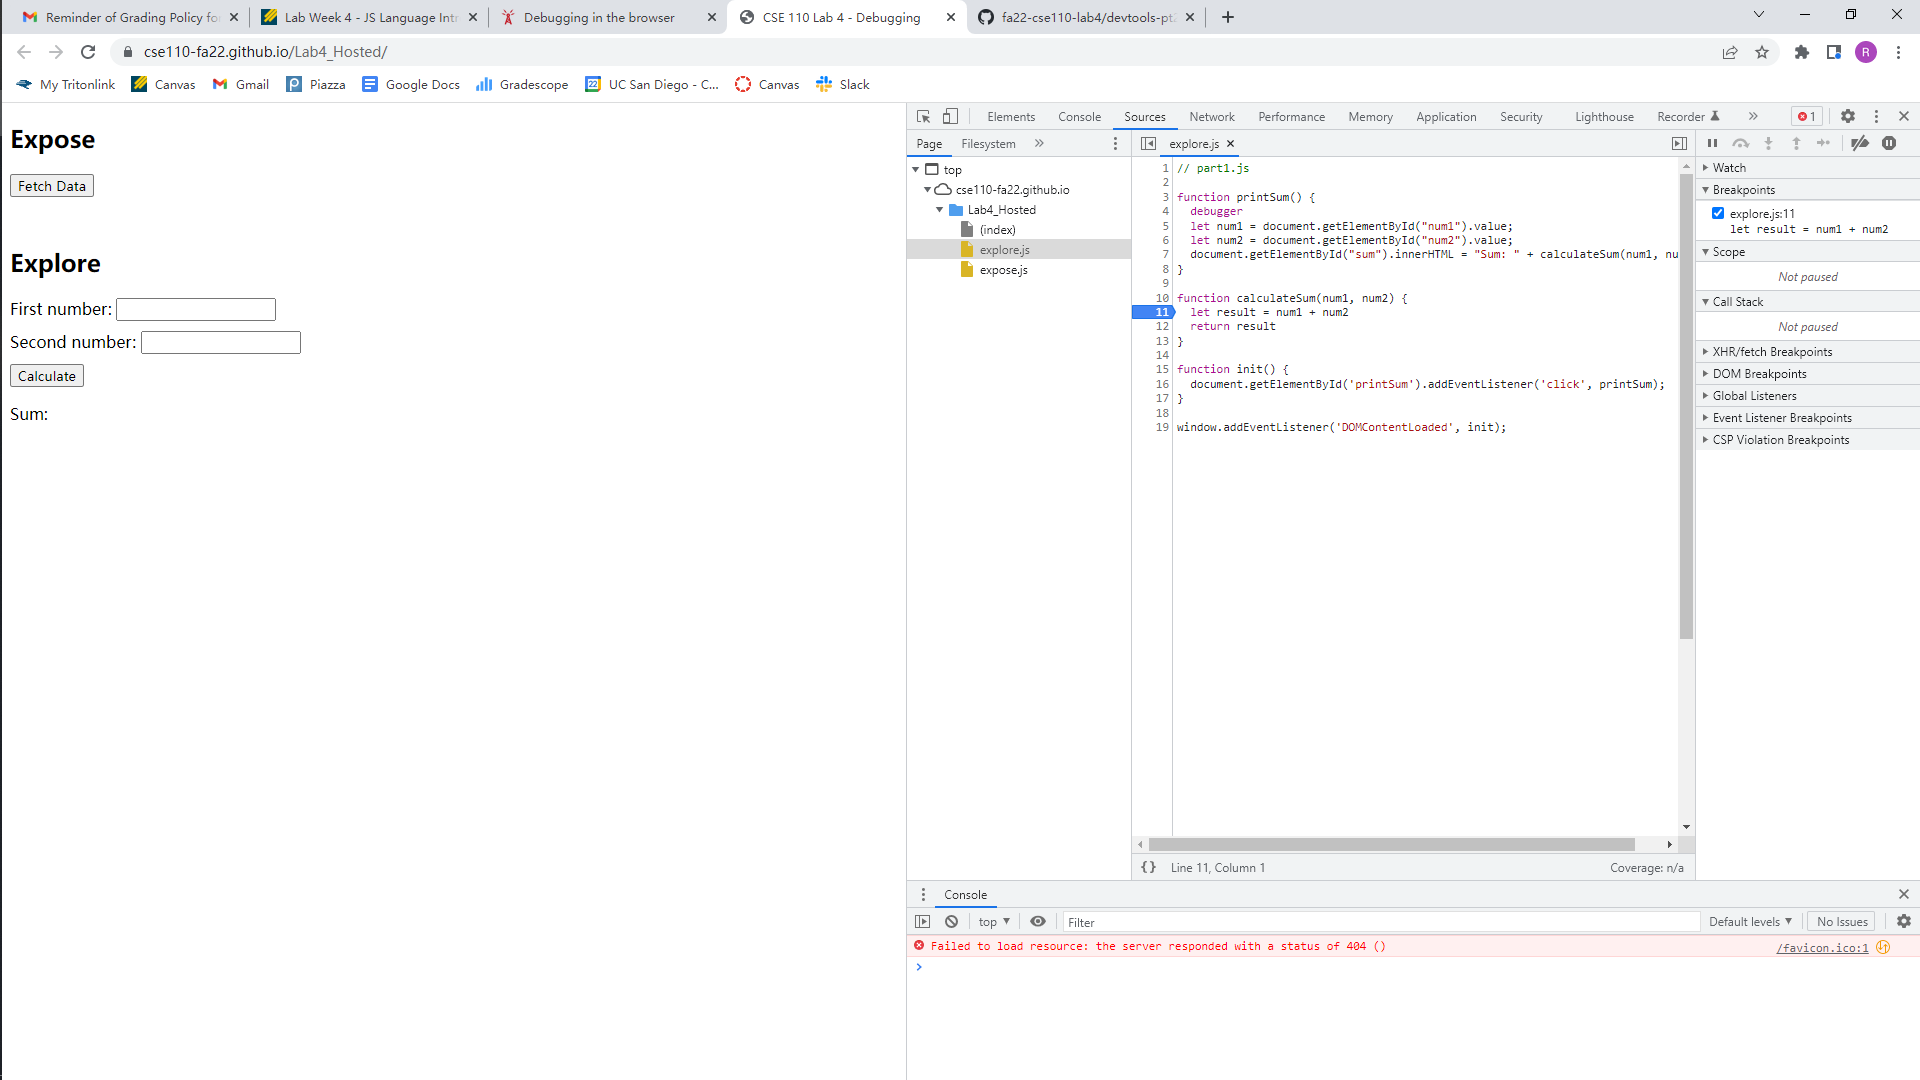 Reminder of Grading Policy fo
Lab Week 4 - JS Language Intr
Debugging in the browser
CSE 110 Lab 4 - Debugging
fa22-cse110-lab4/devtools-pt2
cse110-fa22.github.io/Lab4_Hosted/
R
My Tritonlink
Canvas
Gmail
Piazza
Google Docs
Gradescope
22
UC San Diego - C...
Canvas
Slack
Expose
Fetch Data
Explore
First number:
Second number:
Calculate
Sum:
Elements Console Sources Network Performance Memory Application Security Lighthouse Recorder 1
Page Filesystem
top
cse110-fa22.github.io
Lab4_Hosted
(index)
explore.js
expose.js
explore.js
1 // part1.js
2
3 function printSum() {
4 debugger
5 let num1 = document.getElementById("num1").value;
6 let num2 = document.getElementById("num2").value;
7 document.getElementById("sum").innerHTML = "Sum: " + calculateSum(num1, nu
8 }
9
10 function calculateSum(num1, num2) {
11 let result = num1 + num2
12 return result
13 }
14
15 function init() {
16 document.getElementById('printSum').addEventListener('click', printSum);
17 }
18
19 window.addEventListener('DOMContentLoaded', init);
{} Line 11, Column 1 Coverage: n/a
Watch
Breakpoints
explore.js:11
let result = num1 + num2
Scope
Not paused
Call Stack
Not paused
XHR/fetch Breakpoints
DOM Breakpoints
Global Listeners
Event Listener Breakpoints
CSP Violation Breakpoints
Console
top Filter Default levels No Issues
Failed to load resource: the server responded with a status of 404 () /favicon.ico:1